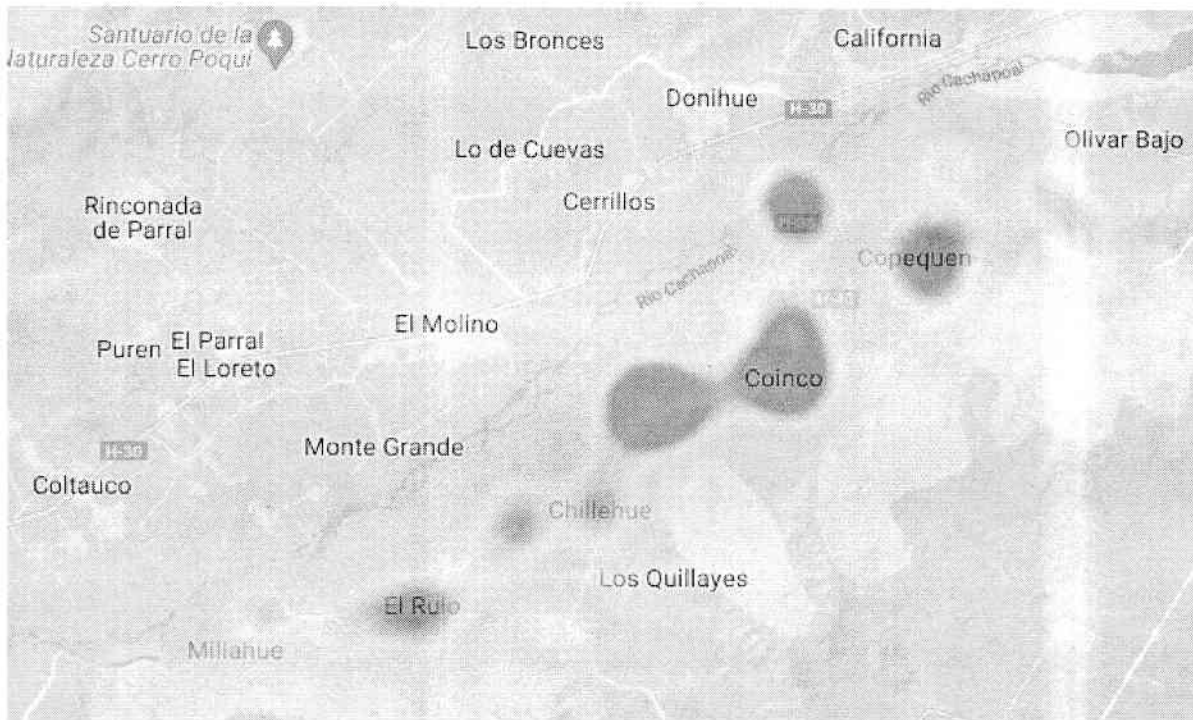 Santuario de la
Naturaleza Cerro Poqui
Los Bronces
California
Rio Cachapoal
Donihue
H-30
Olivar Bajo
Lo de Cuevas
Rinconada
de Parral
Cerrillos
Copequen
Rio Cachapoal
El Molino
Puren
El Parral
El Loreto
Coinco
Monte Grande
H-30
Coltauco
Chillehue
Los Quillayes
El Rulo
Millahue